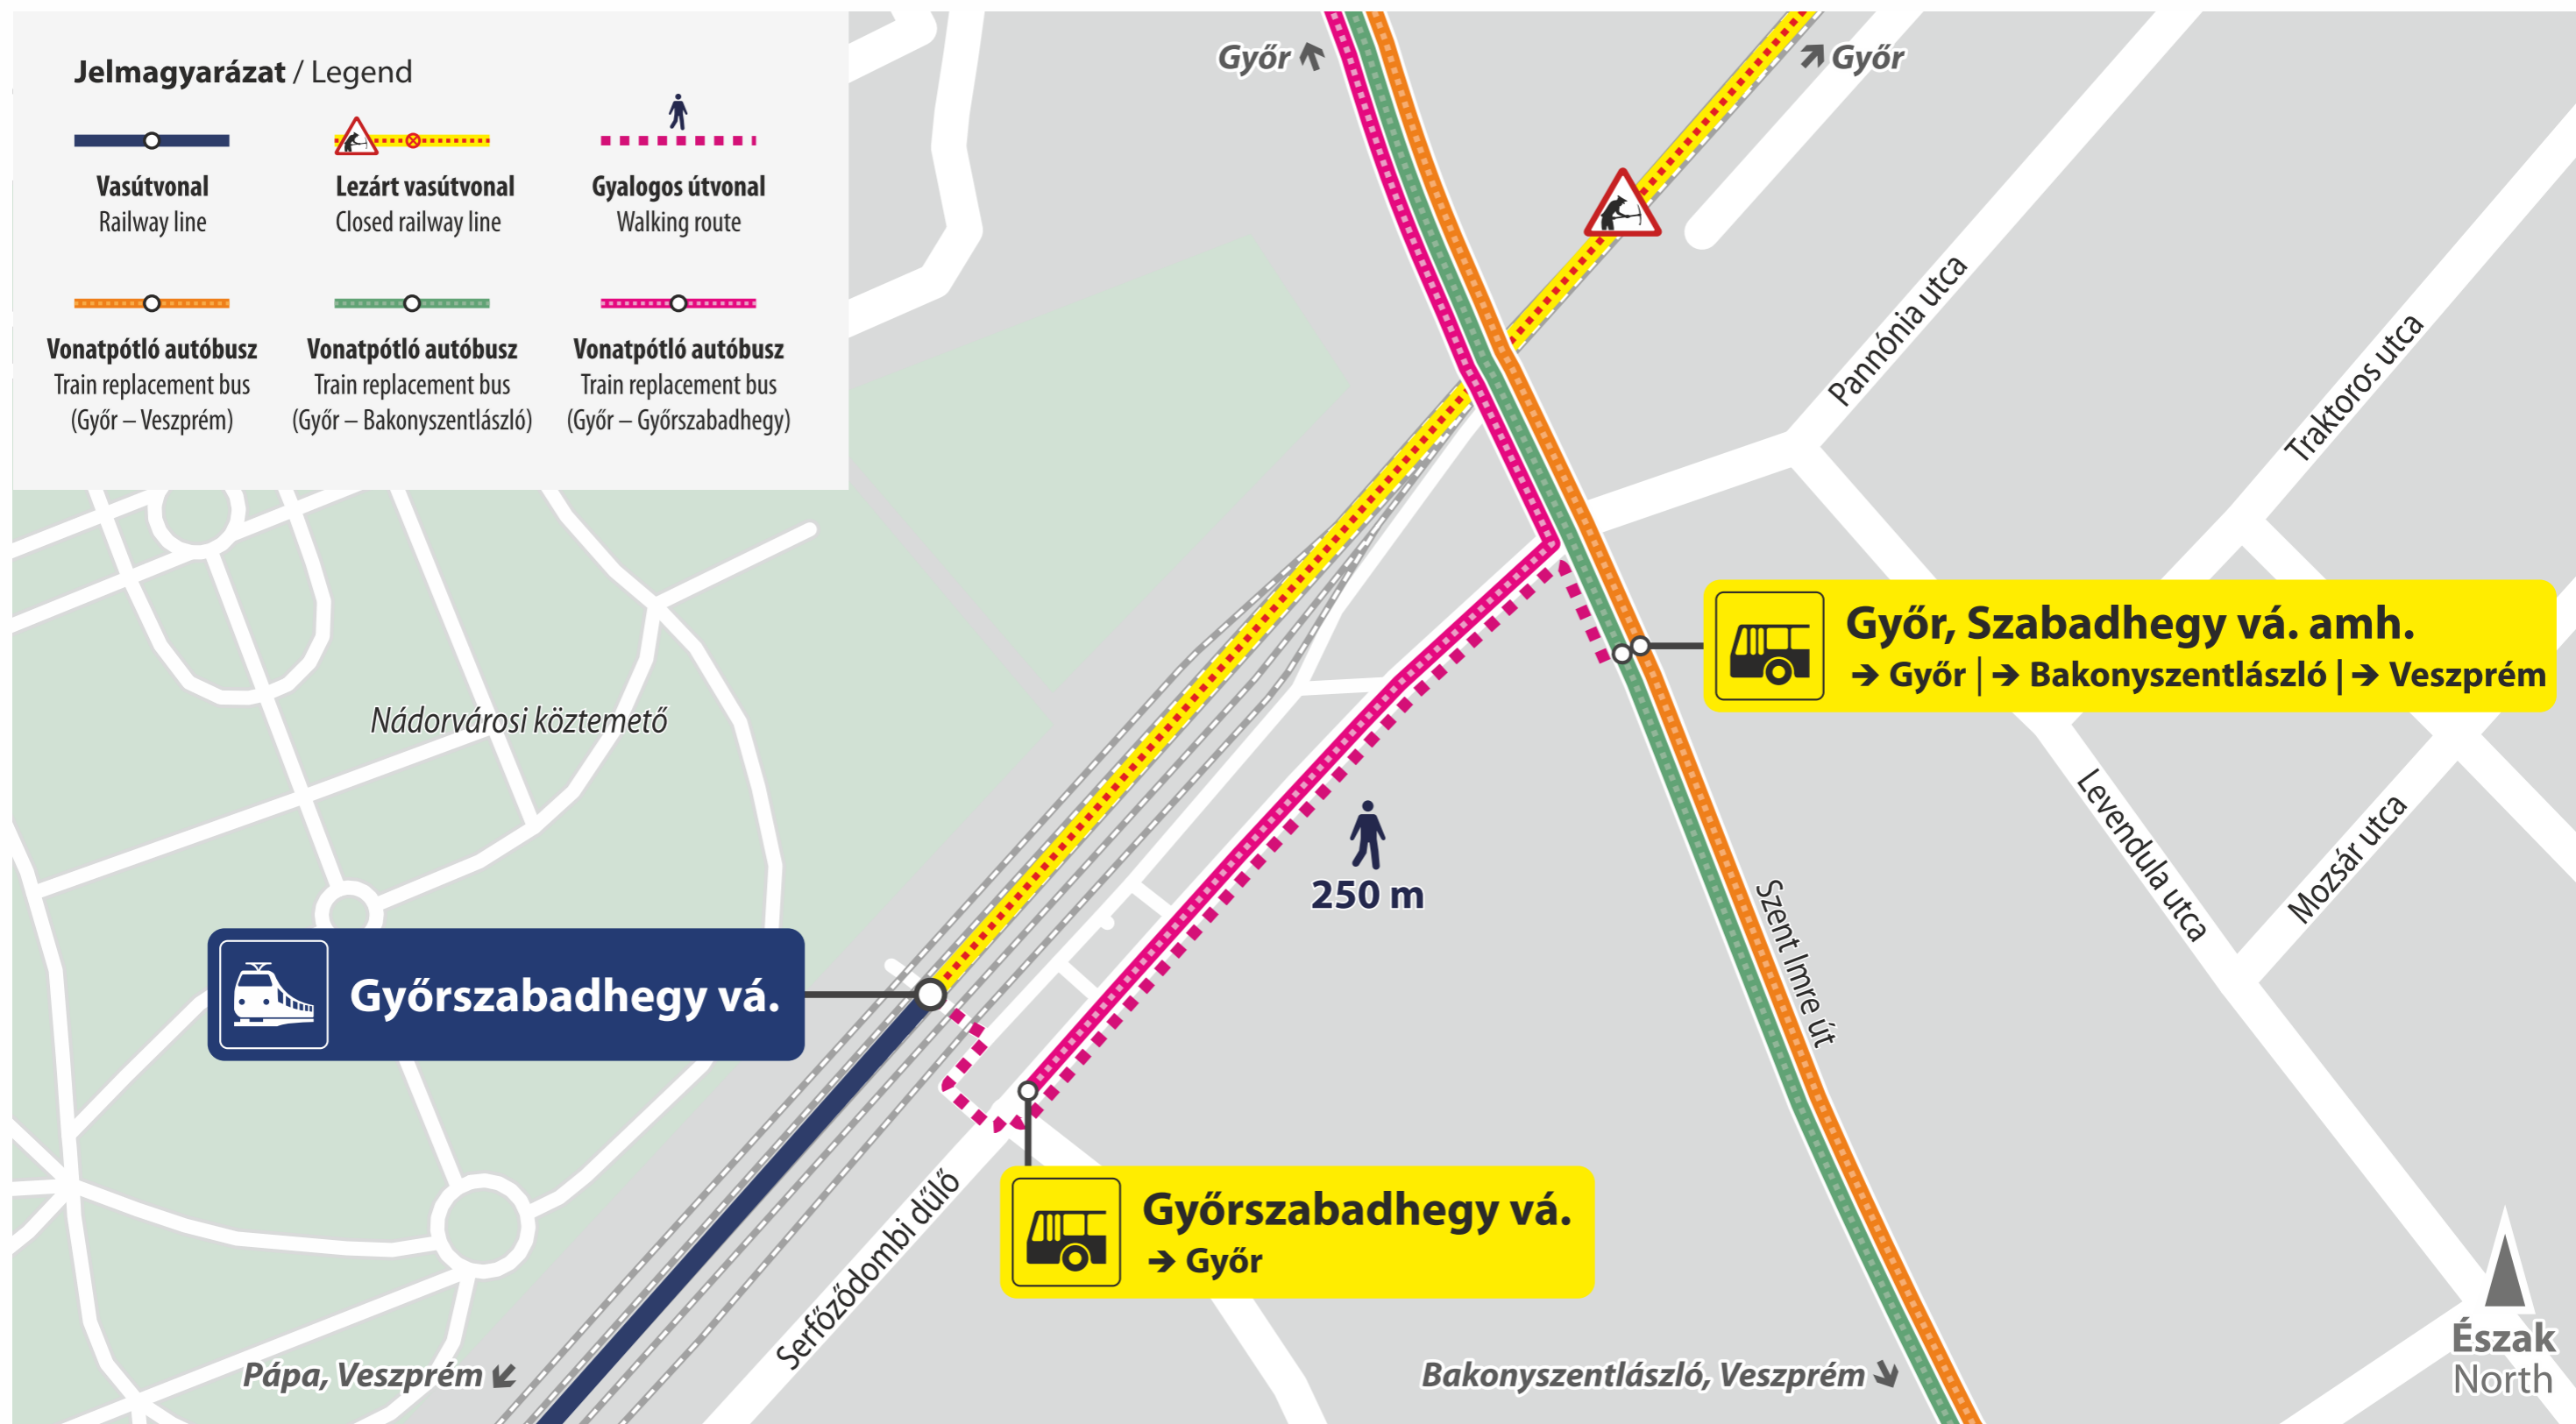 Jelmagyarázat / Legend
Vasútvonal
Railway line
Lezárt vasútvonal
Closed railway line
Gyalogos útvonal
Walking route
Vonatpótló autóbusz
Train replacement bus
(Győr – Veszprém)
Vonatpótló autóbusz
Train replacement bus
(Győr – Bakonyszentlászló)
Vonatpótló autóbusz
Train replacement bus
(Győr – Győrszabadhegy)
Győr ↖
↗ Győr
Pannónia utca
Traktoros utca
Győr, Szabadhegy vá. amh.
→ Győr | → Bakonyszentlászló | → Veszprém
Nádorvárosi köztemető
250 m
Levendula utca
Mozsár utca
Szent Imre út
Győrszabadhegy vá.
Győrszabadhegy vá.
→ Győr
Serfőződombi dűlő
Pápa, Veszprém ↙
Bakonyszentlászló, Veszprém ↘
Észak
North